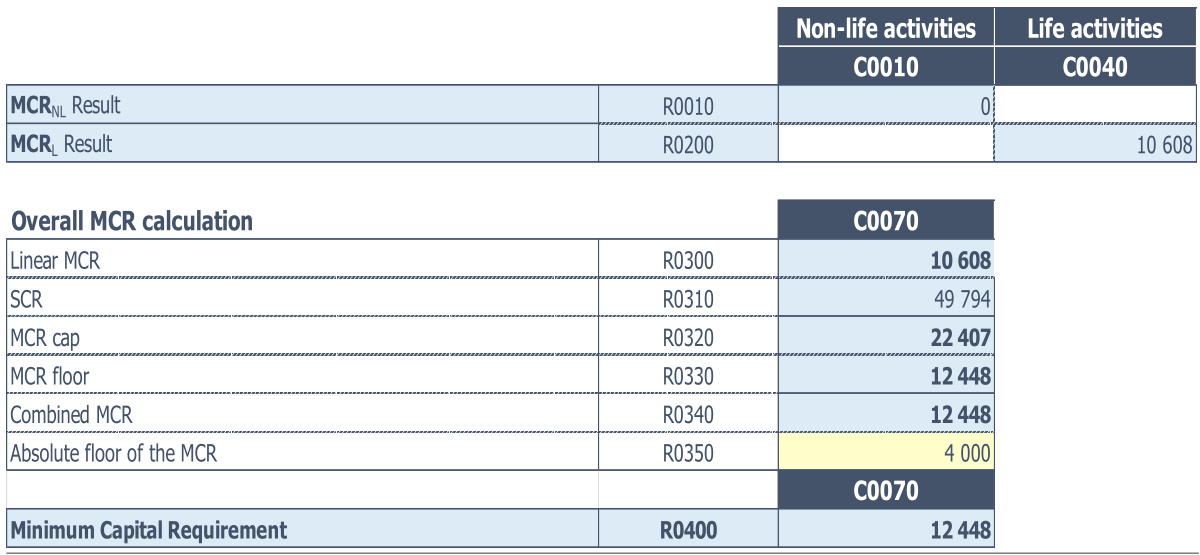 Non-life activities Life activities
C0010 C0040
MCRNL Result R0010 0
MCRL Result R0200 10 608
Overall MCR calculation C0070
Linear MCR R0300 10 608
SCR R0310 49 794
MCR cap R0320 22 407
MCR floor R0330 12 448
Combined MCR R0340 12 448
Absolute floor of the MCR R0350 4 000
C0070
Minimum Capital Requirement R0400 12 448